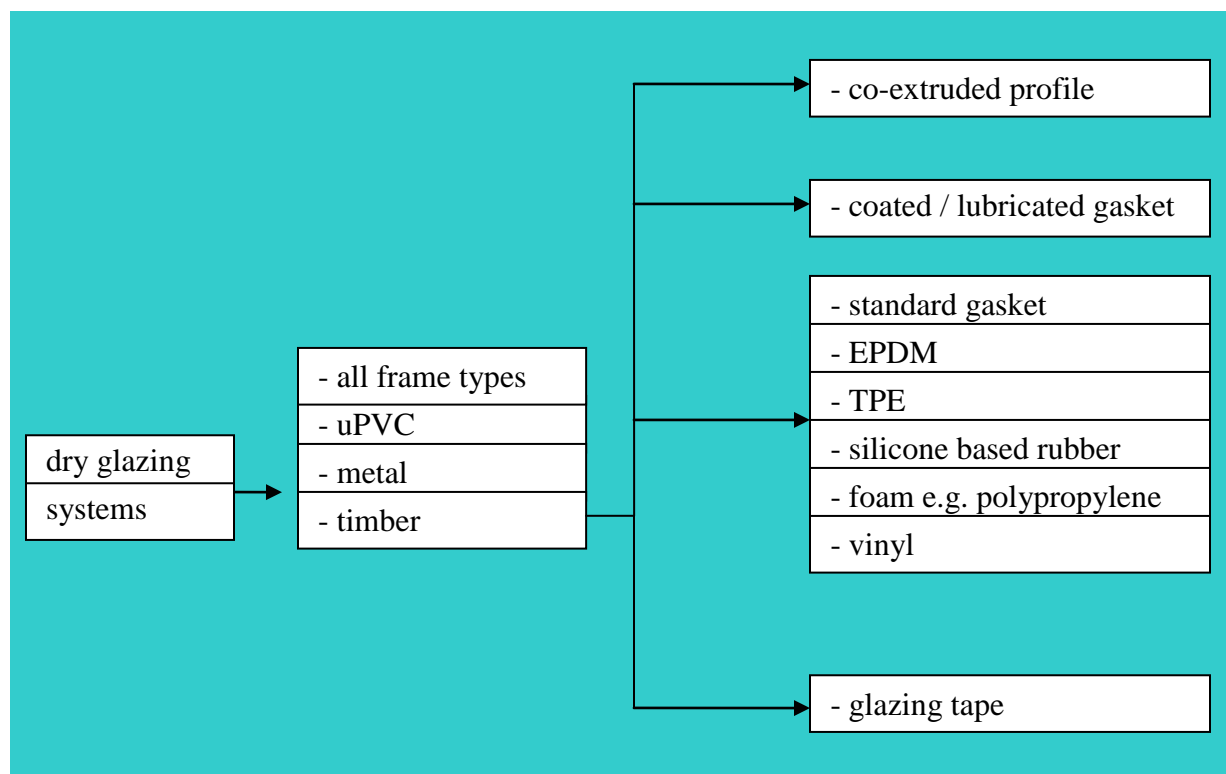 dry glazing
systems
- all frame types
- uPVC
- metal
- timber
- co-extruded profile
- coated / lubricated gasket
- standard gasket
- EPDM
- TPE
- silicone based rubber
- foam e.g. polypropylene
- vinyl
- glazing tape